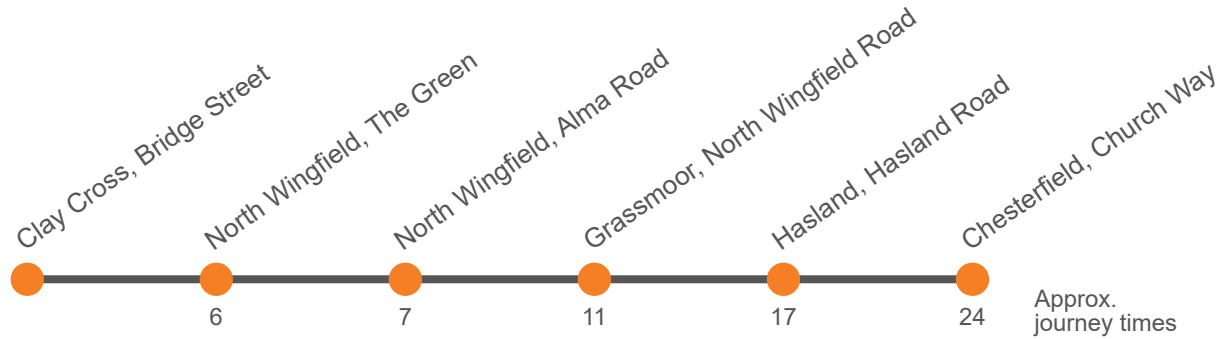 Clay Cross, Bridge Street
North Wingfield, The Green
North Wingfield, Alma Road
Grassmoor, North Wingfield Road
Hasland, Hasland Road
Chesterfield, Church Way
6
7
11
17
24
Approx.
journey times